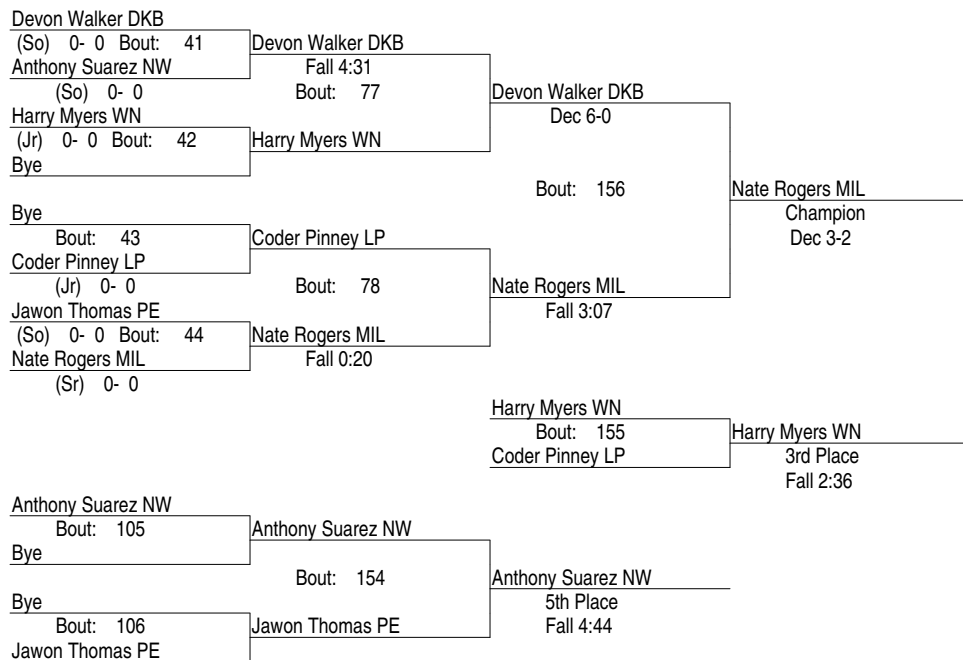 Devon Walker DKB
(So) 0- 0 Bout: 41
Anthony Suarez NW
(So) 0- 0
Harry Myers WN
(Jr) 0- 0 Bout: 42
Bye
Bye
Bout: 43
Coder Pinney LP
(Jr) 0- 0
Jawon Thomas PE
(So) 0- 0 Bout: 44
Nate Rogers MIL
(Sr) 0- 0
Devon Walker DKB
Fall 4:31
Bout: 77
Harry Myers WN
Coder Pinney LP
Bout: 78
Nate Rogers MIL
Fall 0:20
Devon Walker DKB
Dec 6-0
Bout: 156
Nate Rogers MIL
Fall 3:07
Nate Rogers MIL
Champion
Dec 3-2
Harry Myers WN
Bout: 155
Coder Pinney LP
Harry Myers WN
3rd Place
Fall 2:36
Anthony Suarez NW
Bout: 105
Bye
Bye
Bout: 106
Jawon Thomas PE
Anthony Suarez NW
Bout: 154
Jawon Thomas PE
Anthony Suarez NW
5th Place
Fall 4:44